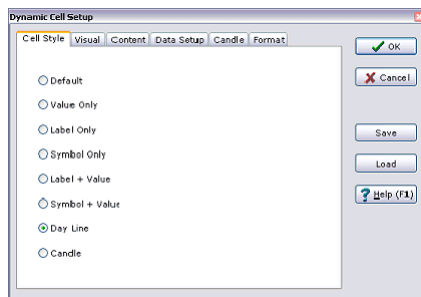 Dynamic Cell Setup
Cell Style Visual Content Data Setup Candle Format
Default
Value Only
Label Only
Symbol Only
Label + Value
Symbol + Value
Day Line
Candle
OK
Cancel
Save
Load
Help (F1)